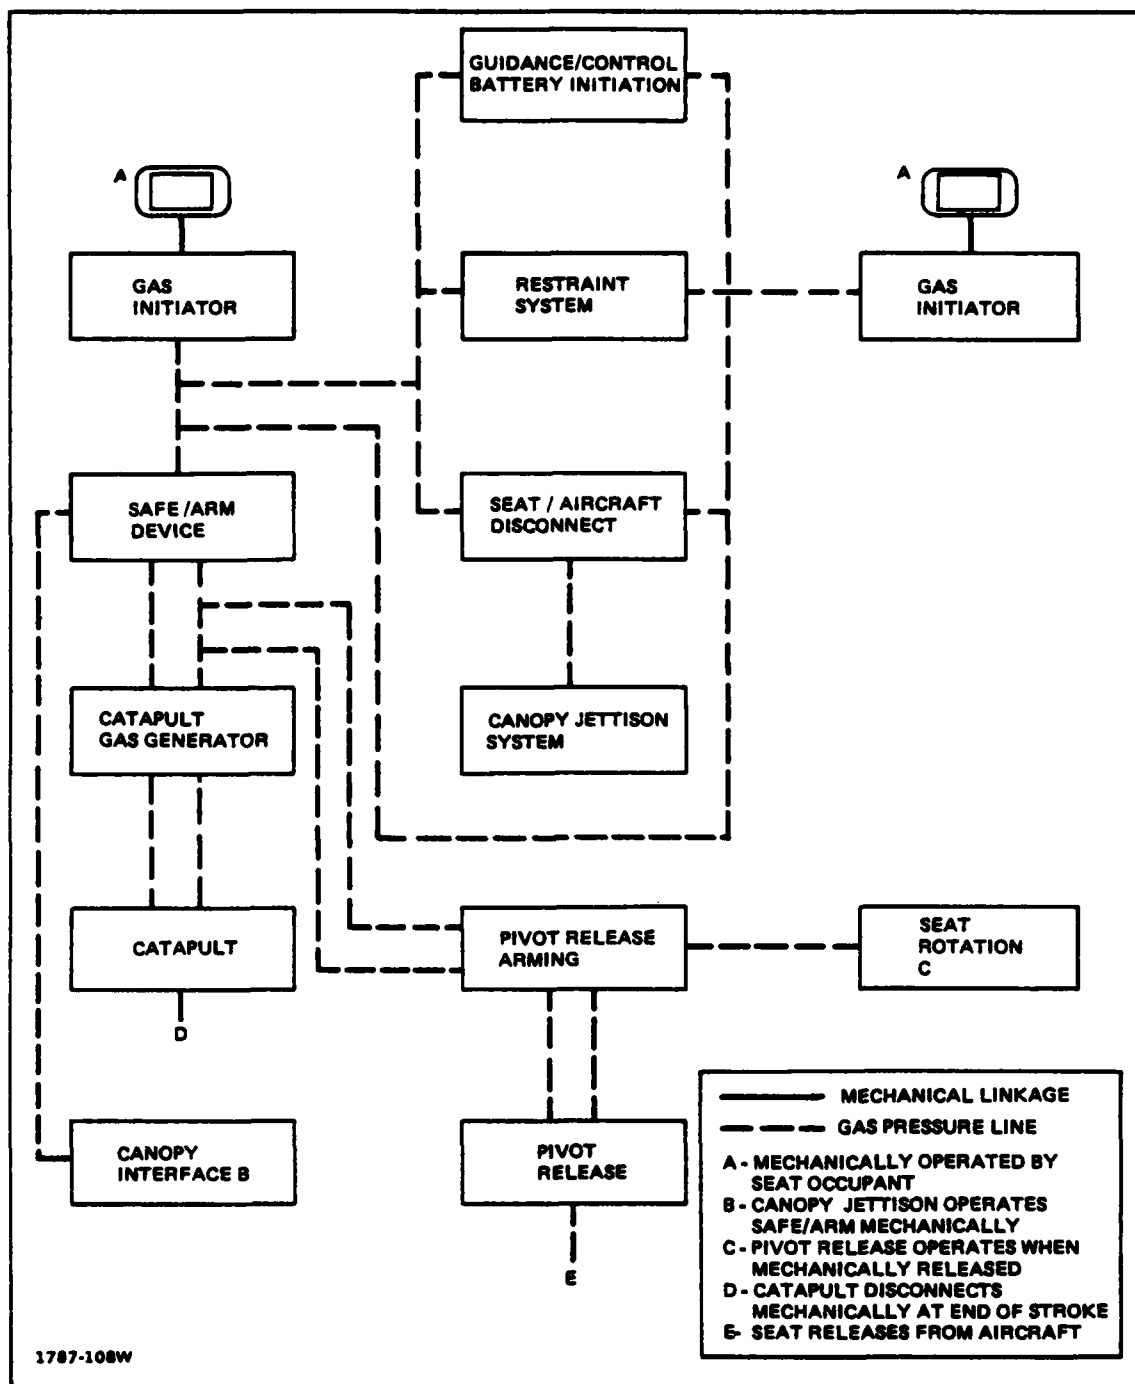 GUIDANCE/CONTROL
BATTERY INITIATION
A
A
GAS
INITIATOR
RESTRAINT
SYSTEM
GAS
INITIATOR
SAFE/ARM
DEVICE
SEAT / AIRCRAFT
DISCONNECT
CATAPULT
GAS GENERATOR
CANOPY JETTISON
SYSTEM
CATAPULT
PIVOT RELEASE
ARMING
SEAT
ROTATION
C
D
CANOPY
INTERFACE B
PIVOT
RELEASE
E
MECHANICAL LINKAGE
GAS PRESSURE LINE
A - MECHANICALLY OPERATED BY
SEAT OCCUPANT
B - CANOPY JETTISON OPERATES
SAFE/ARM MECHANICALLY
C - PIVOT RELEASE OPERATES WHEN
MECHANICALLY RELEASED
D - CATAPULT DISCONNECTS
MECHANICALLY AT END OF STROKE
E- SEAT RELEASES FROM AIRCRAFT
1787-108W